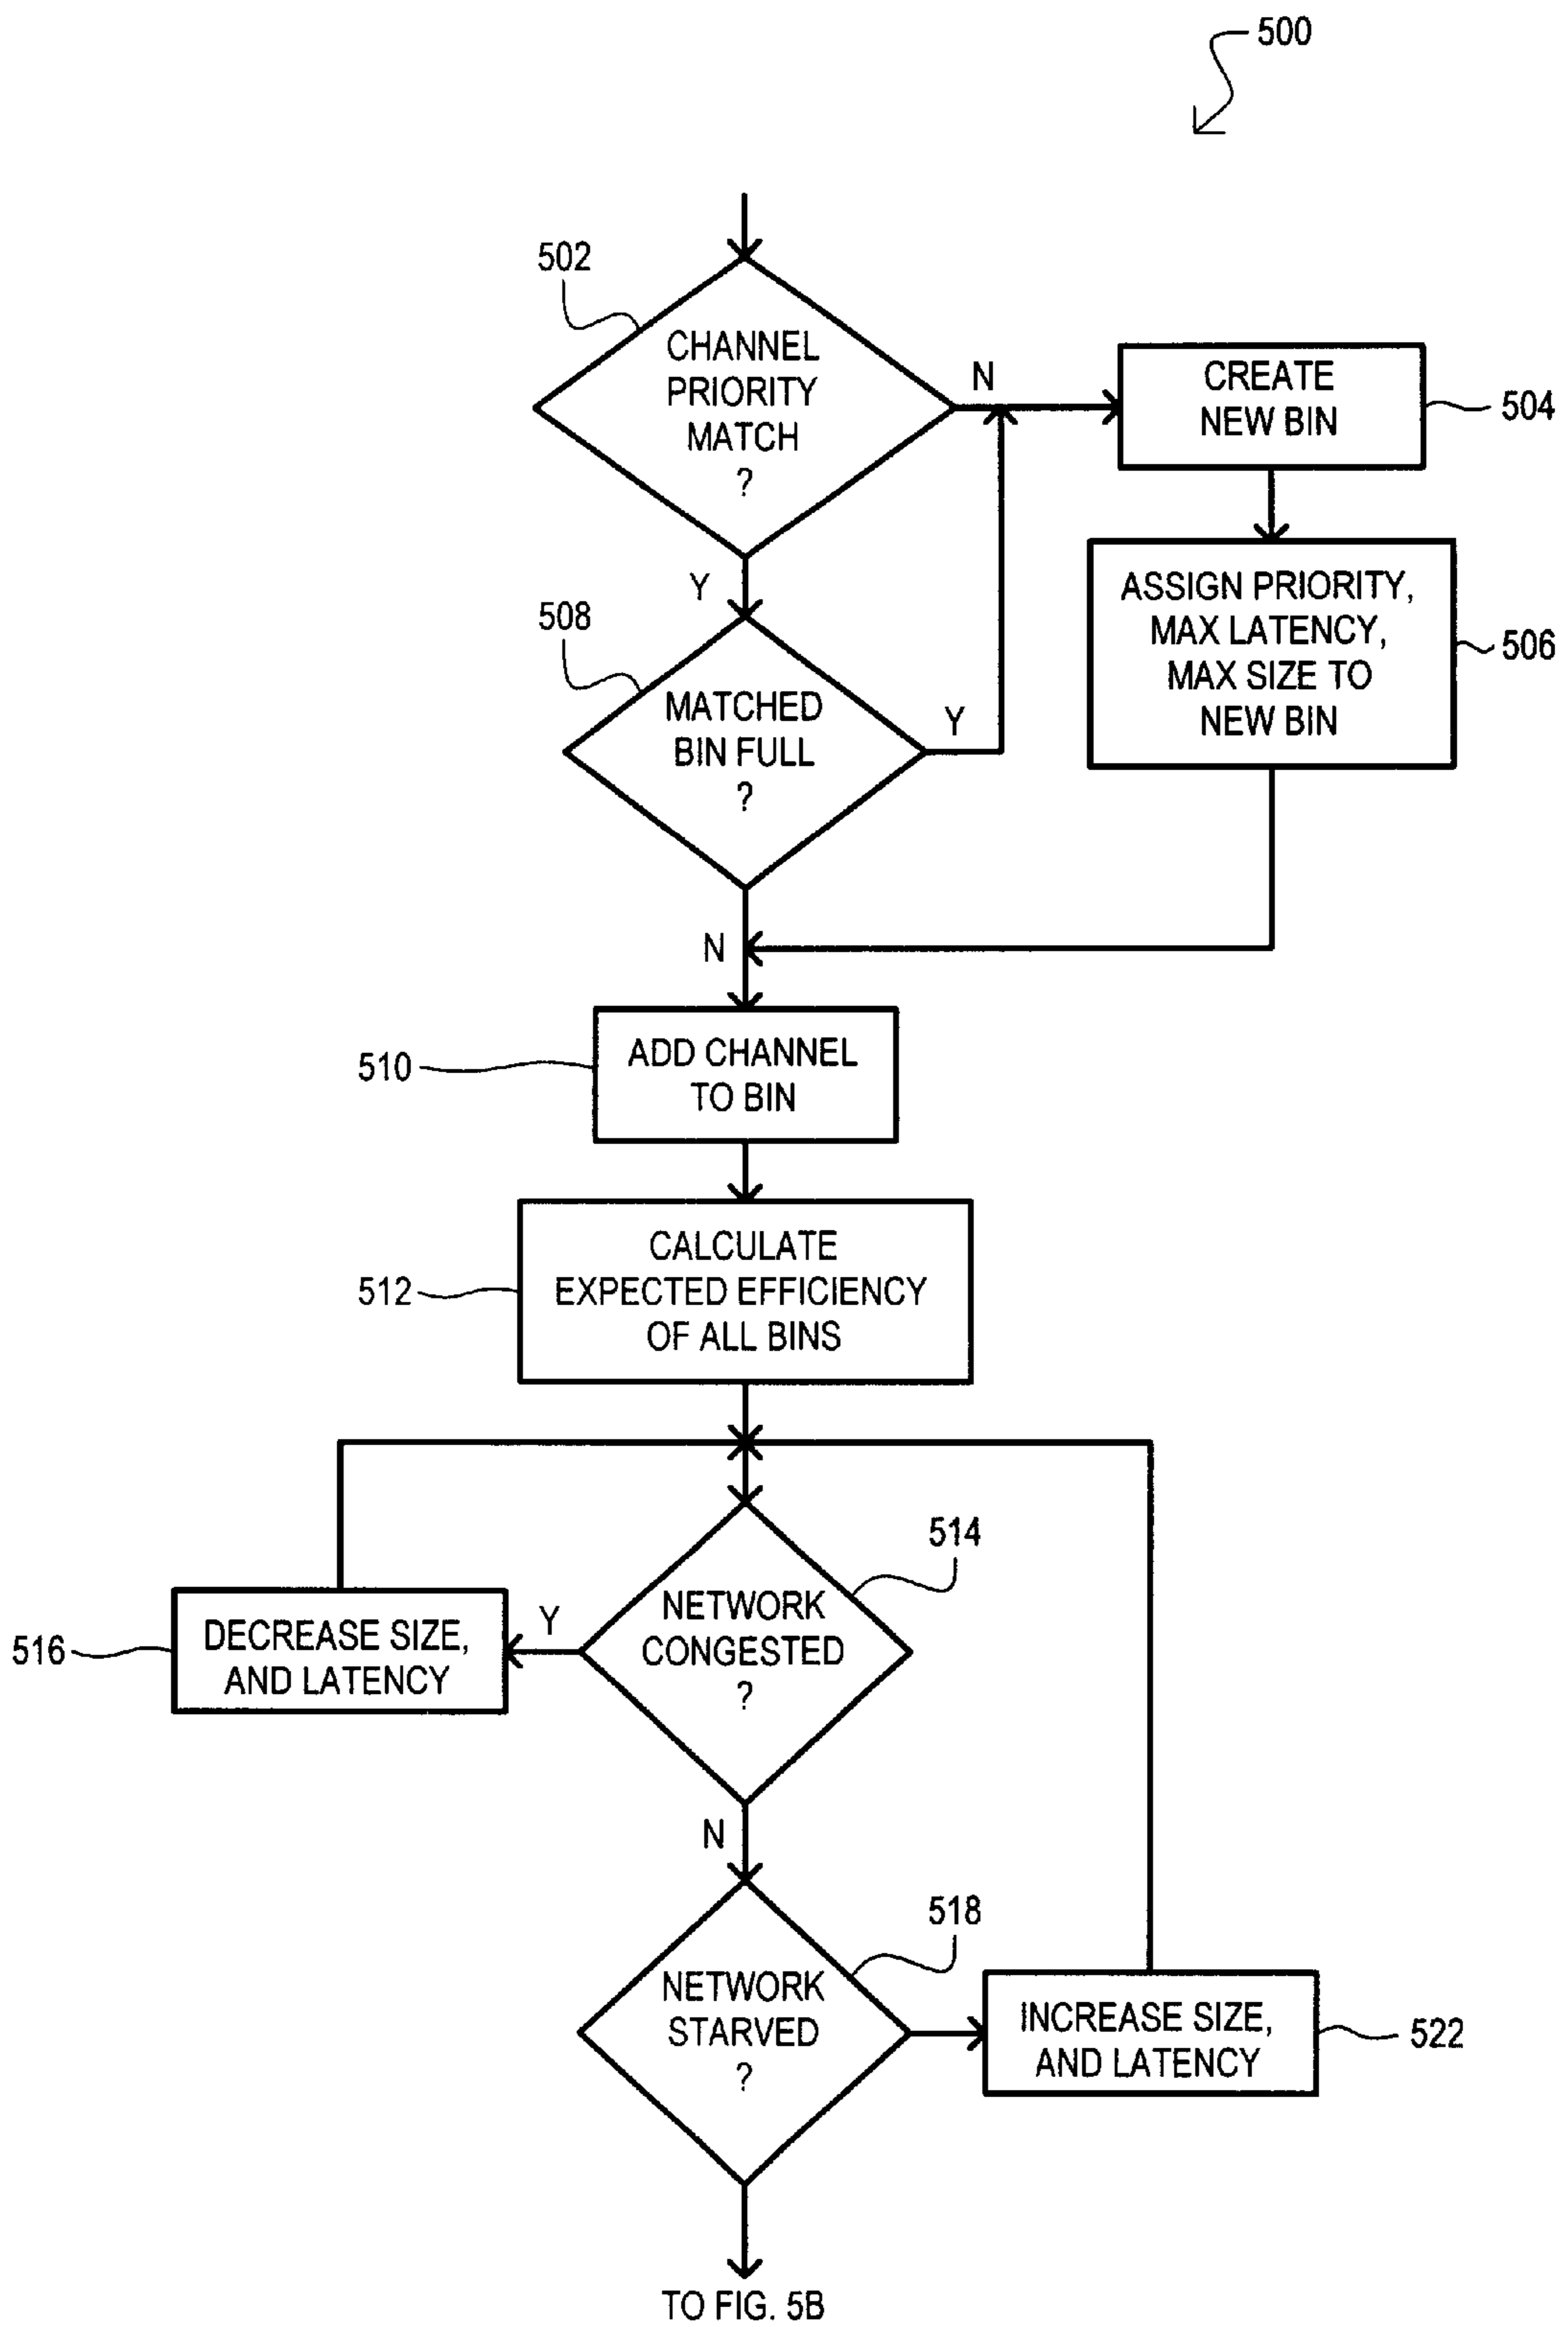 500
502
CHANNEL
PRIORITY
MATCH
?
N
CREATE
NEW BIN
504
Y
ASSIGN PRIORITY,
MAX LATENCY,
MAX SIZE TO
NEW BIN
506
508
MATCHED
BIN FULL
?
Y
N
510
ADD CHANNEL
TO BIN
512
CALCULATE
EXPECTED EFFICIENCY
OF ALL BINS
514
NETWORK
CONGESTED
?
Y
516
DECREASE SIZE,
AND LATENCY
N
518
NETWORK
STARVED
?
INCREASE SIZE,
AND LATENCY
522
TO FIG. 5B